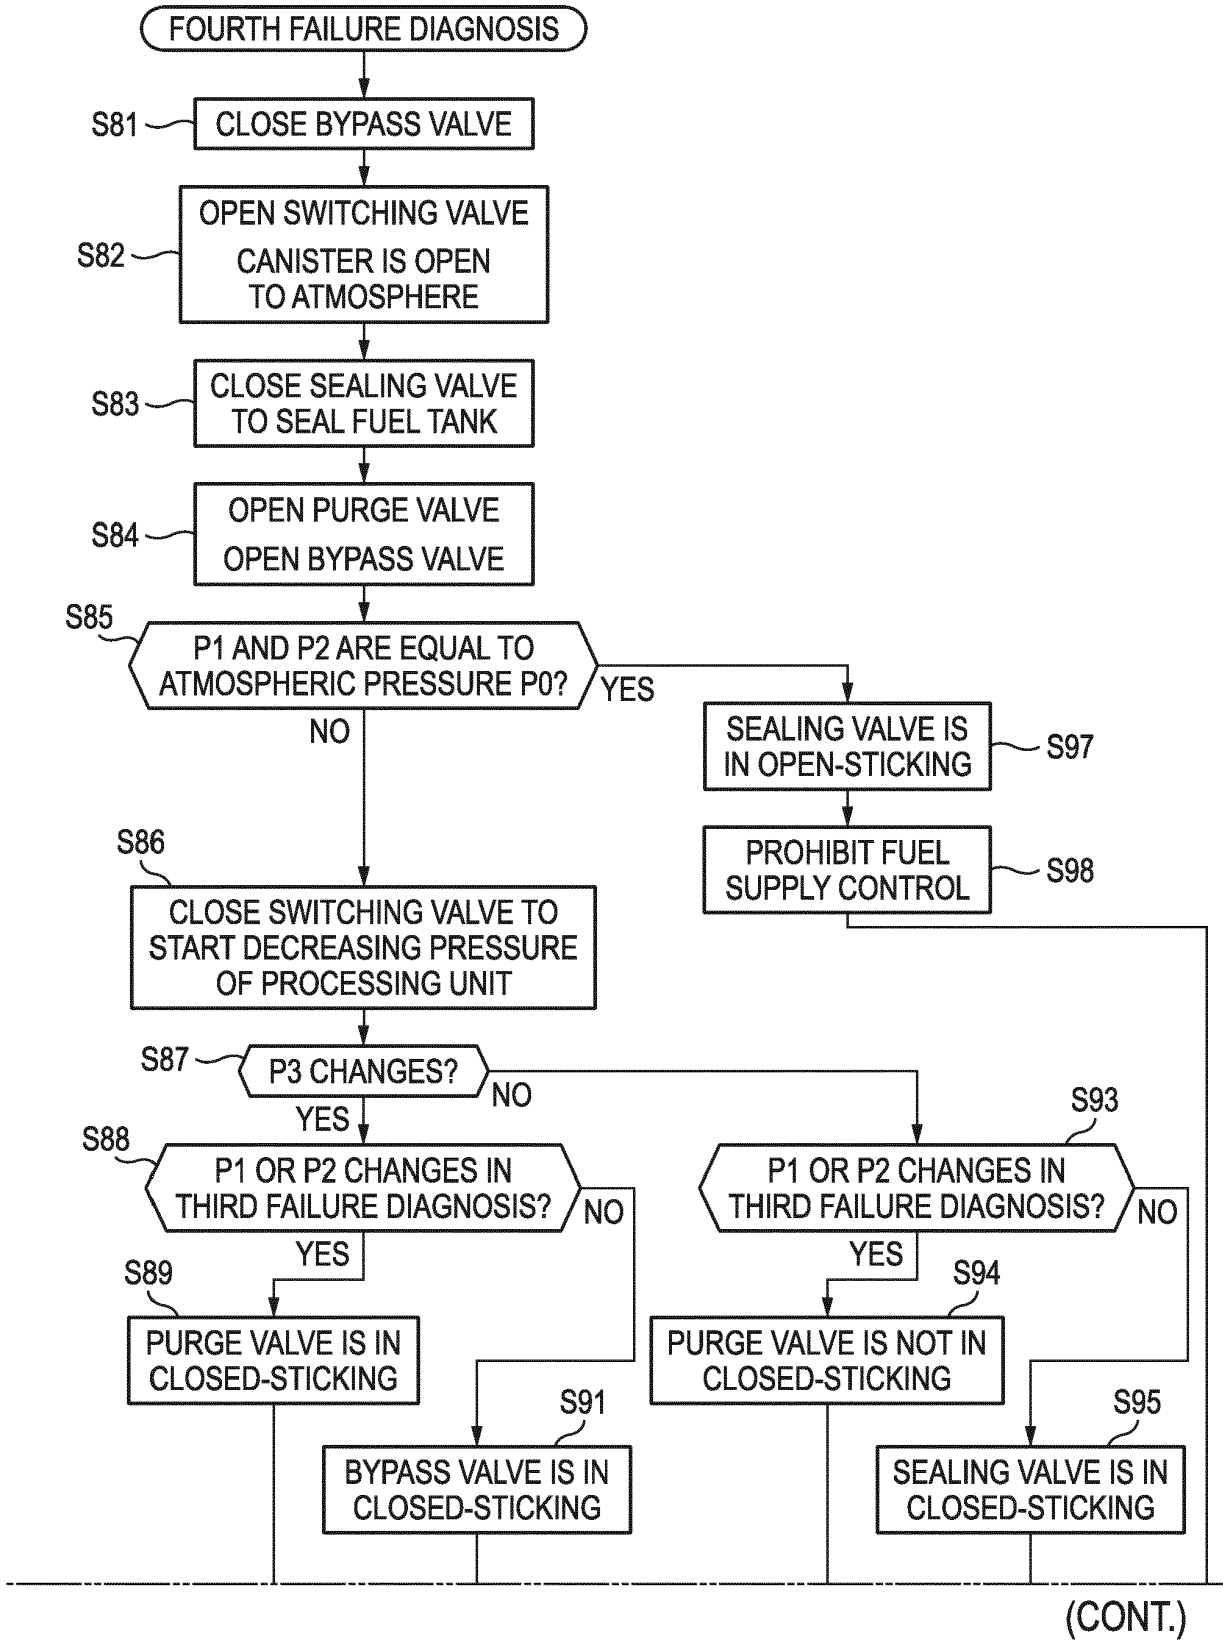 FOURTH FAILURE DIAGNOSIS
S81
CLOSE BYPASS VALVE
S82
OPEN SWITCHING VALVE
CANISTER IS OPEN
TO ATMOSPHERE
S83
CLOSE SEALING VALVE
TO SEAL FUEL TANK
S84
OPEN PURGE VALVE
OPEN BYPASS VALVE
S85
P1 AND P2 ARE EQUAL TO
ATMOSPHERIC PRESSURE P0?
YES
NO
SEALING VALVE IS
IN OPEN-STICKING
S97
PROHIBIT FUEL
SUPPLY CONTROL
S98
S86
CLOSE SWITCHING VALVE TO
START DECREASING PRESSURE
OF PROCESSING UNIT
S87
P3 CHANGES?
NO
YES
S88
P1 OR P2 CHANGES IN
THIRD FAILURE DIAGNOSIS?
NO
YES
S93
P1 OR P2 CHANGES IN
THIRD FAILURE DIAGNOSIS?
NO
YES
S89
PURGE VALVE IS IN
CLOSED-STICKING
S94
PURGE VALVE IS NOT IN
CLOSED-STICKING
S91
BYPASS VALVE IS IN
CLOSED-STICKING
S95
SEALING VALVE IS IN
CLOSED-STICKING
(CONT.)